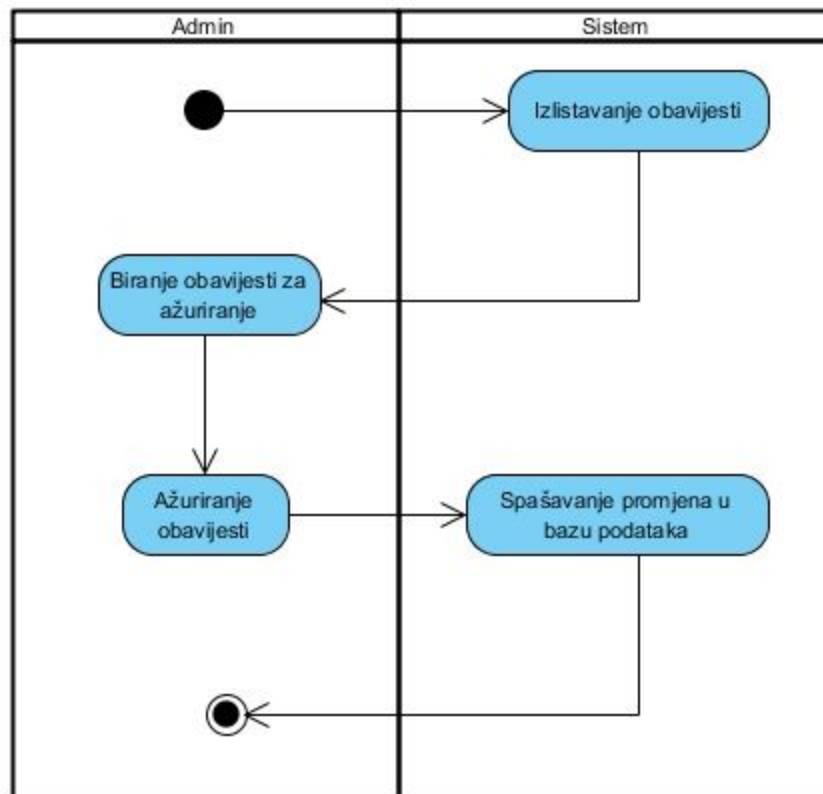 Admin
Sistem
Izlistavanje obavijesti
Biranje obavijesti za
ažuriranje
Ažuriranje
obavijesti
Spašavanje promjena u
bazu podataka